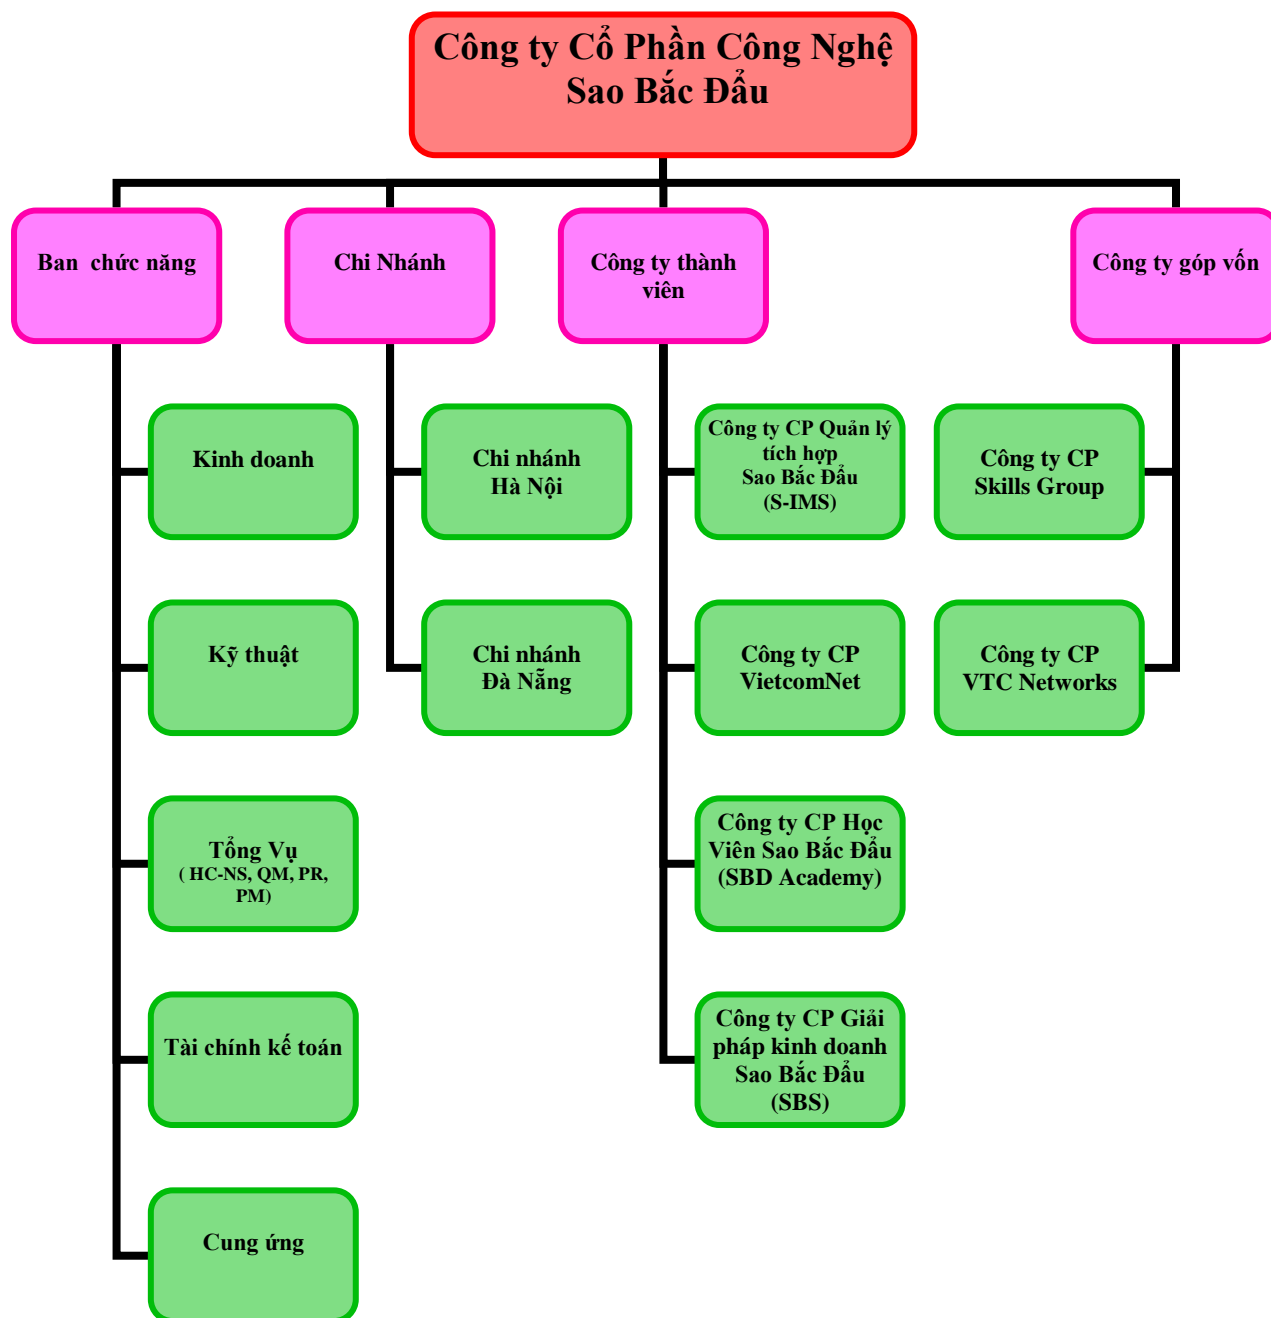 Công ty Cổ Phần Công Nghệ
Sao Bắc Đẩu
Ban chức năng
Chi Nhánh
Công ty thành
viên
Công ty góp vốn
Kinh doanh
Chi nhánh
Hà Nội
Công ty CP Quản lý
tích hợp
Sao Bắc Đẩu
(S-IMS)
Công ty CP
Skills Group
Kỹ thuật
Chi nhánh
Đà Nẵng
Công ty CP
VietcomNet
Công ty CP
VTC Networks
Tổng Vụ
( HC-NS, QM, PR,
PM)
Công ty CP Học
Viên Sao Bắc Đẩu
(SBD Academy)
Tài chính kế toán
Công ty CP Giải
pháp kinh doanh
Sao Bắc Đẩu
(SBS)
Cung ứng